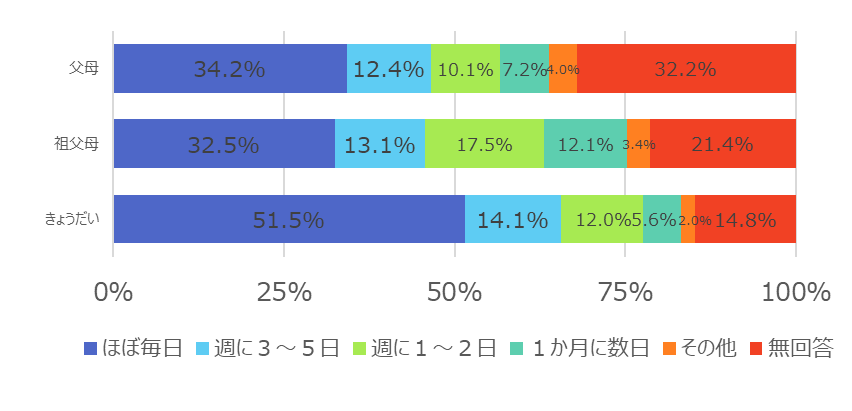 父母 34.2% 12.4% 10.1% 7.2% 4.0% 32.2%
祖父母 32.5% 13.1% 17.5% 12.1% 3.4% 21.4%
きょうだい 51.5% 14.1% 12.0% 5.6% 2.0% 14.8%
0% 25% 50% 75% 100%
ほぼ毎日 週に３～５日 週に１～２日 １か月に数日 その他 無回答